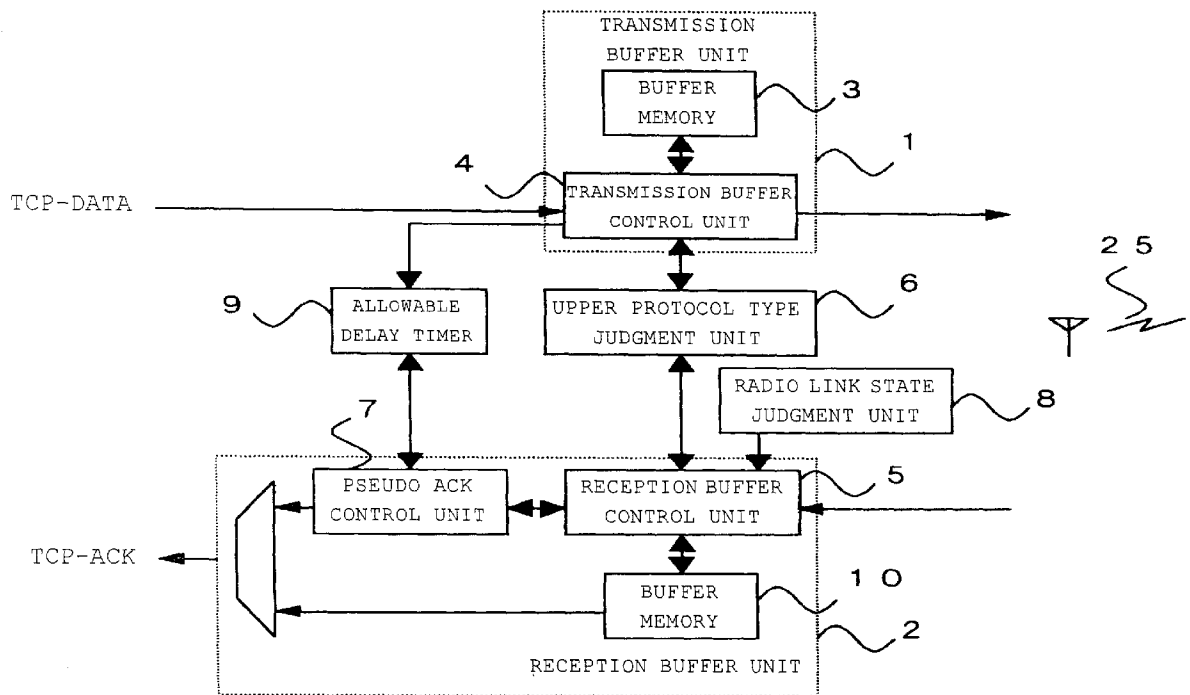 TRANSMISSION
BUFFER UNIT
BUFFER
MEMORY
3
1
4
TCP-DATA
TRANSMISSION BUFFER
CONTROL UNIT
2 5
9
ALLOWABLE
DELAY TIMER
UPPER PROTOCOL TYPE
JUDGMENT UNIT
6
RADIO LINK STATE
JUDGMENT UNIT
8
7
PSEUDO ACK
CONTROL UNIT
RECEPTION BUFFER
CONTROL UNIT
5
TCP-ACK
BUFFER
MEMORY
1 0
2
RECEPTION BUFFER UNIT